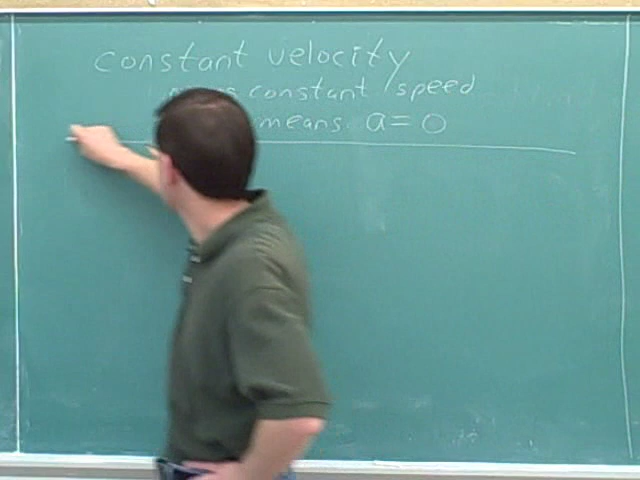 constant velocity
constant speed
means a = 0